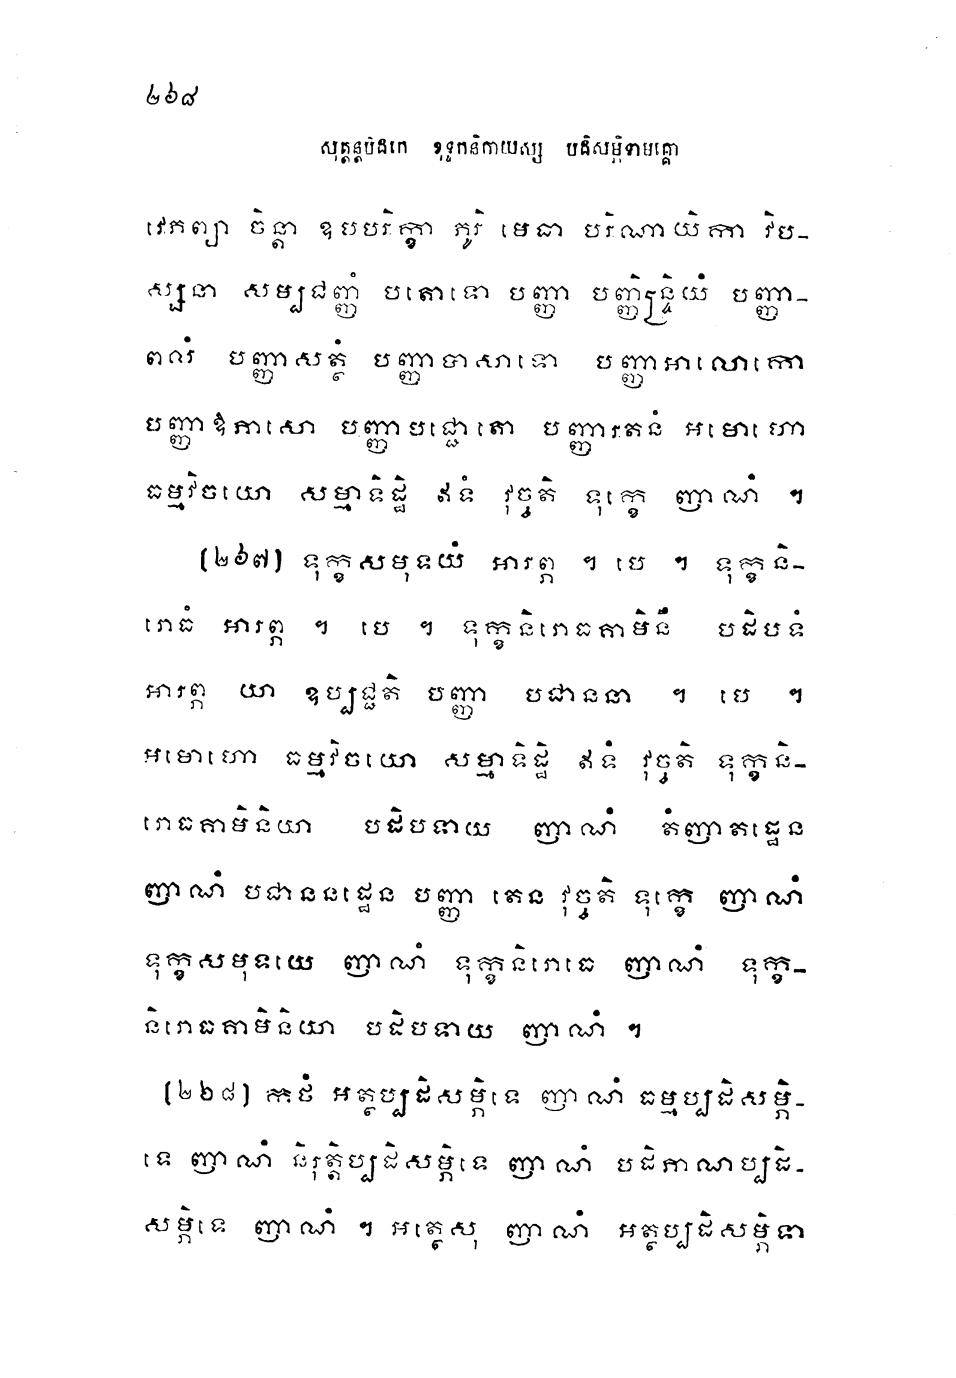 ២៦៨
សុត្តន្តបិដកេ ខុទ្ទកនិកាយស្ស បដិសម្ភិទាមគ្គោ
វេភព្យា ចិន្តា ឧបបរិក្ខា ភូរិ មេធា បរិណាយិកា វិប-
ស្សនា សម្បជញ្ញំ បតោទោ បញ្ញា បញ្ញិន្ទ្រិយំ បញ្ញា-
ពលំ បញ្ញាសត្ថំ បញ្ញាបាសាទោ បញ្ញាអាលោកោ
បញ្ញាឱភាសោ បញ្ញាបជ្ជោតោ បញ្ញារតនំ អមោហោ
ធម្មវិចយោ សម្មាទិដ្ឋិ ឥទំ វុច្ចតិ ទុក្ខេ ញាណំ ។
(២៦៧) ទុក្ខសមុទយំ អារព្ភ ។ បេ ។ ទុក្ខនិ-
រោធំ អារព្ភ ។ បេ ។ ទុក្ខនិរោធគាមិនឹ បដិបទំ
អារព្ភ យា ឧប្បជ្ជតិ បញ្ញា បជាននា ។ បេ ។
អមោហោ ធម្មវិចយោ សម្មាទិដ្ឋិ ឥទំ វុច្ចតិ ទុក្ខនិ-
រោធគាមិនិយា បដិបទាយ ញាណំ តំញាតដ្ឋេន
ញាណំ បជាននដ្ឋេន បញ្ញា តេន វុច្ចតិ ទុក្ខេ ញាណំ
ទុក្ខសមុទយេ ញាណំ ទុក្ខនិរោធេ ញាណំ ទុក្ខ-
និរោធគាមិនិយា បដិបទាយ ញាណំ ។
(២៦៨) កថំ អត្ថប្បដិសម្ភិទេ ញាណំ ធម្មប្បដិសម្ភិ-
ទេ ញាណំ និរុត្តិប្បដិសម្ភិទេ ញាណំ បដិភាណប្បដិ-
សម្ភិទេ ញាណំ ។ អត្ថេសុ ញាណំ អត្ថប្បដិសម្ភិទា